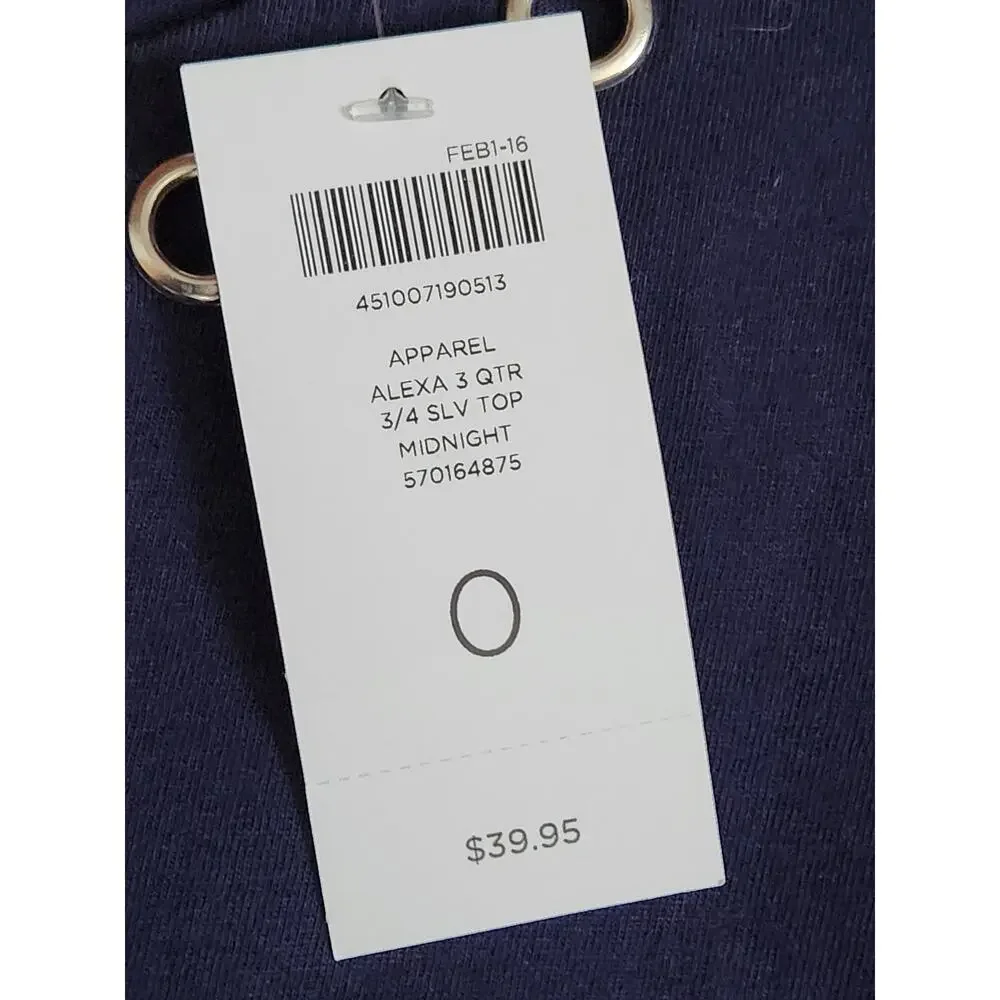 FEB1-16
451007190513
APPAREL
ALEXA 3 QTR
3/4 SLV TOP
MIDNIGHT
570164875
0
$39.95